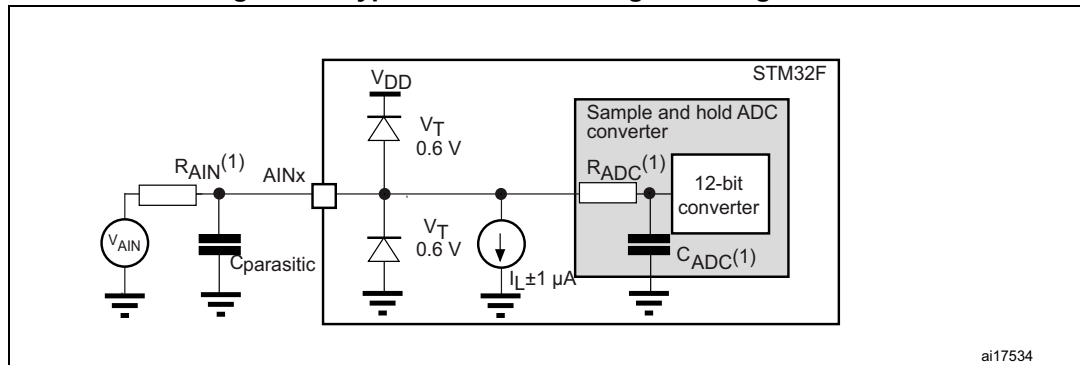 STM32F
VDD
Sample and hold ADC
converter
VT
0.6 V
RAIN(1)
AINx
RADC(1)
12-bit
converter
VAIN
Cparasitic
VT
0.6 V
IL±1 µA
CADC(1)
ai17534